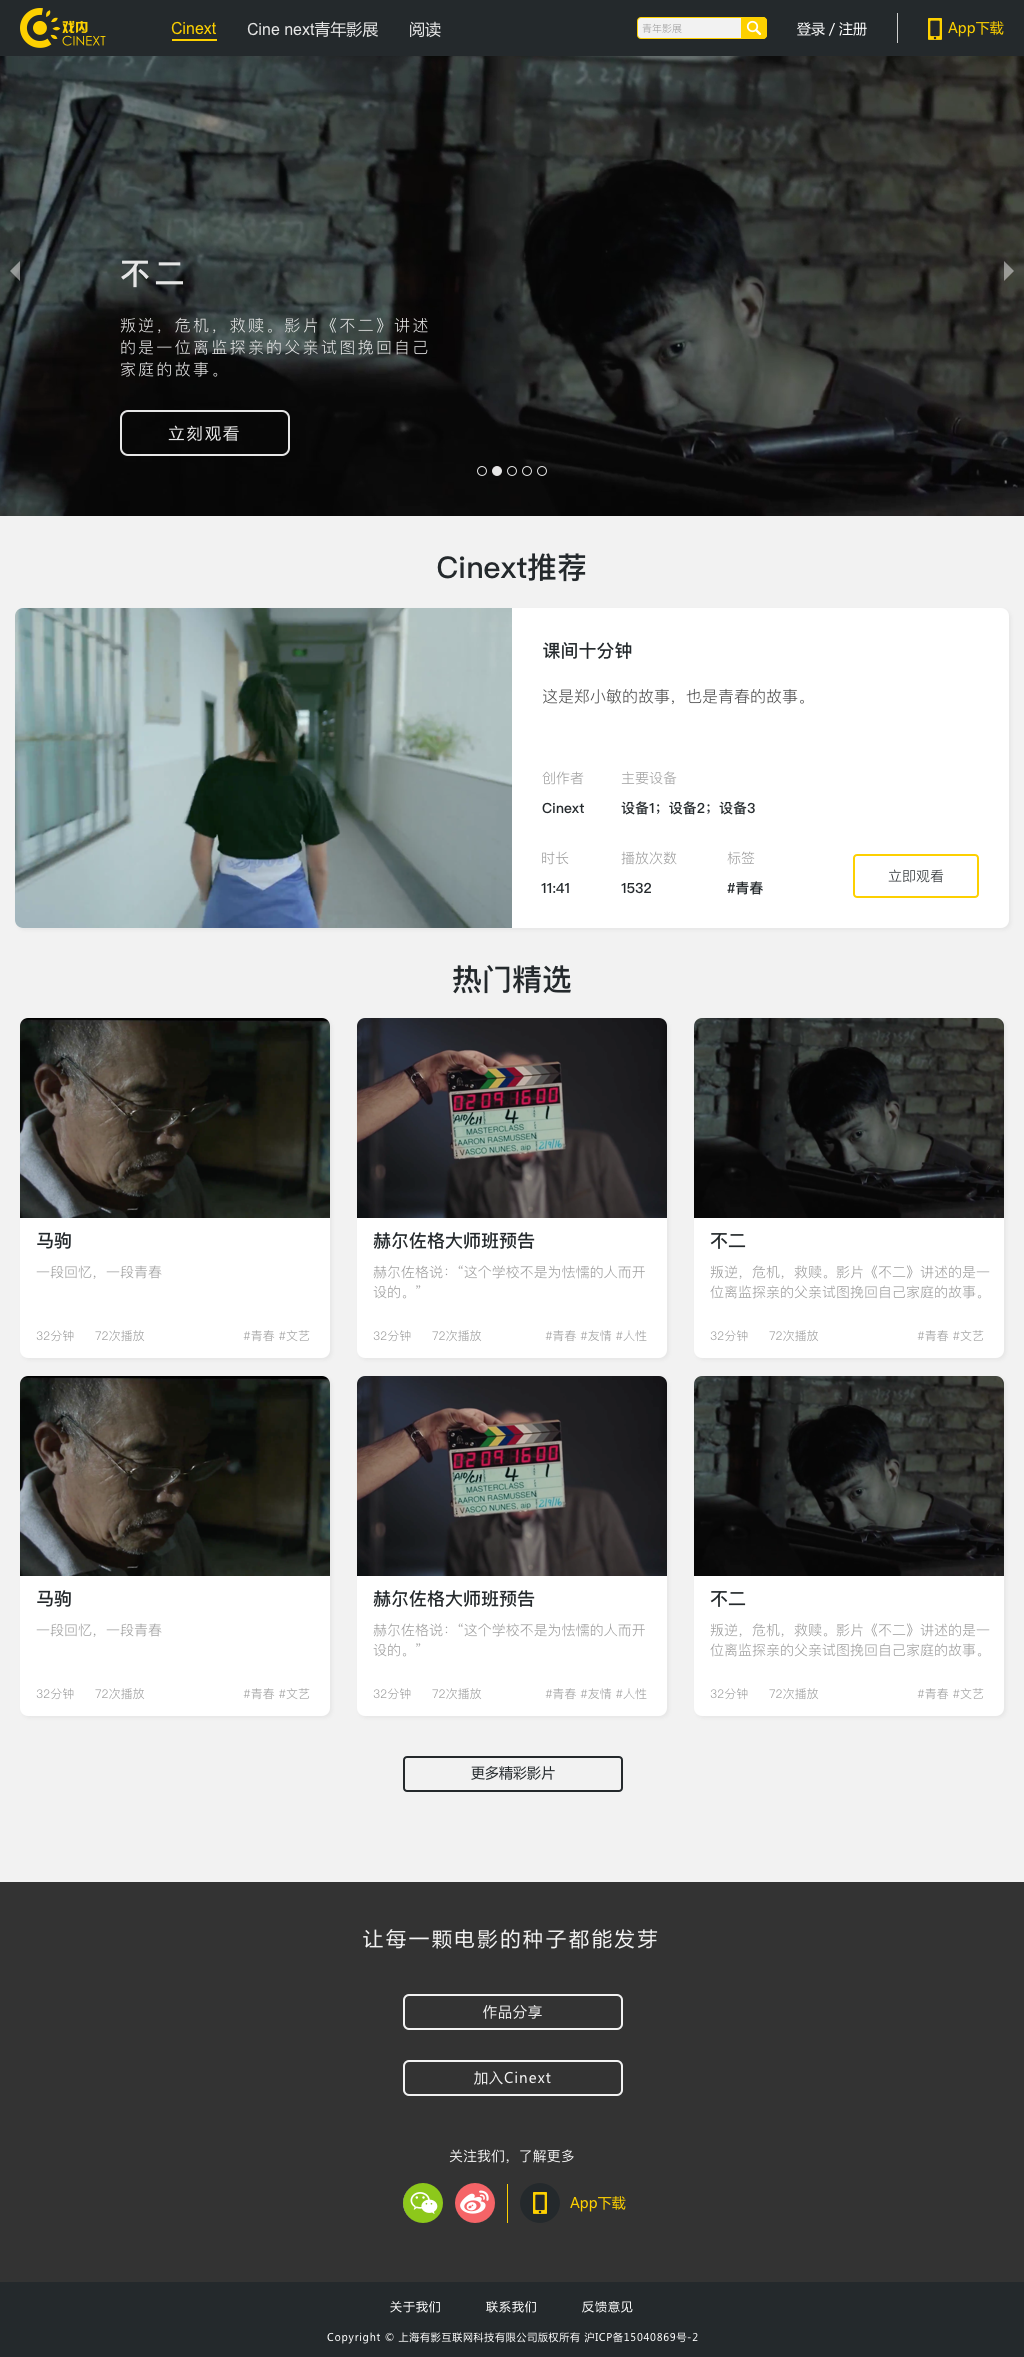 戏内
CINEXT
Cinext
Cine next青年影展
阅读
青年影展
登录 / 注册
App下载
不二
叛逆，危机，救赎。影片《不二》讲述
的是一位离监探亲的父亲试图挽回自己
家庭的故事。
立刻观看
Cinext推荐
课间十分钟
这是郑小敏的故事，也是青春的故事。
创作者 主要设备
Cinext 设备1；设备2；设备3
时长 播放次数 标签
11:41 1532 #青春
立即观看
热门精选
02 09 16 00
A10/C11 4 1
MASTERCLASS
AARON RASMUSSEN
VASCO NUNES, aip 2/9/16
马驹
一段回忆，一段青春
32分钟 72次播放 #青春 #文艺
赫尔佐格大师班预告
赫尔佐格说：“这个学校不是为怯懦的人而开
设的。”
32分钟 72次播放 #青春 #友情 #人性
不二
叛逆，危机，救赎。影片《不二》讲述的是一
位离监探亲的父亲试图挽回自己家庭的故事。
32分钟 72次播放 #青春 #文艺
02 09 16 00
A10/C11 4 1
MASTERCLASS
AARON RASMUSSEN
VASCO NUNES, aip 2/9/16
马驹
一段回忆，一段青春
32分钟 72次播放 #青春 #文艺
赫尔佐格大师班预告
赫尔佐格说：“这个学校不是为怯懦的人而开
设的。”
32分钟 72次播放 #青春 #友情 #人性
不二
叛逆，危机，救赎。影片《不二》讲述的是一
位离监探亲的父亲试图挽回自己家庭的故事。
32分钟 72次播放 #青春 #文艺
更多精彩影片
让每一颗电影的种子都能发芽
作品分享
加入Cinext
关注我们，了解更多
App下载
关于我们 联系我们 反馈意见
Copyright © 上海有影互联网科技有限公司版权所有 沪ICP备15040869号-2